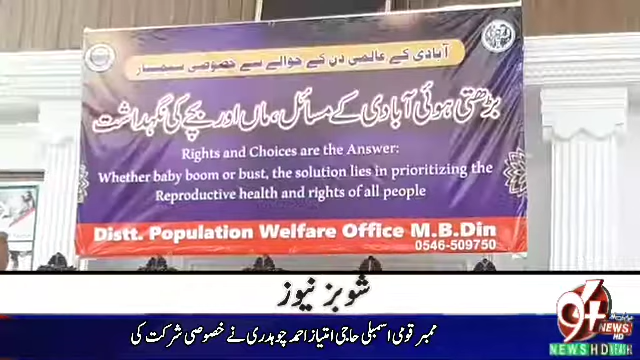 آبادی کے عالمی دن کے حوالے سے خصوصی سیمینار
بڑھتی ہوئی آبادی کے مسائل، ماں اور بچے کی نگہداشت
Rights and Choices are the Answer:
Whether baby boom or bust, the solution lies in prioritizing the
Reproductive health and rights of all people
Distt. Population Welfare Office M.B.Din
0546-509750
شوبز نیوز
ممبر قومی اسمبلی حاجی امتیاز احمد چوہدری نے خصوصی شرکت کی
94 NEWS HD
NEWS HD